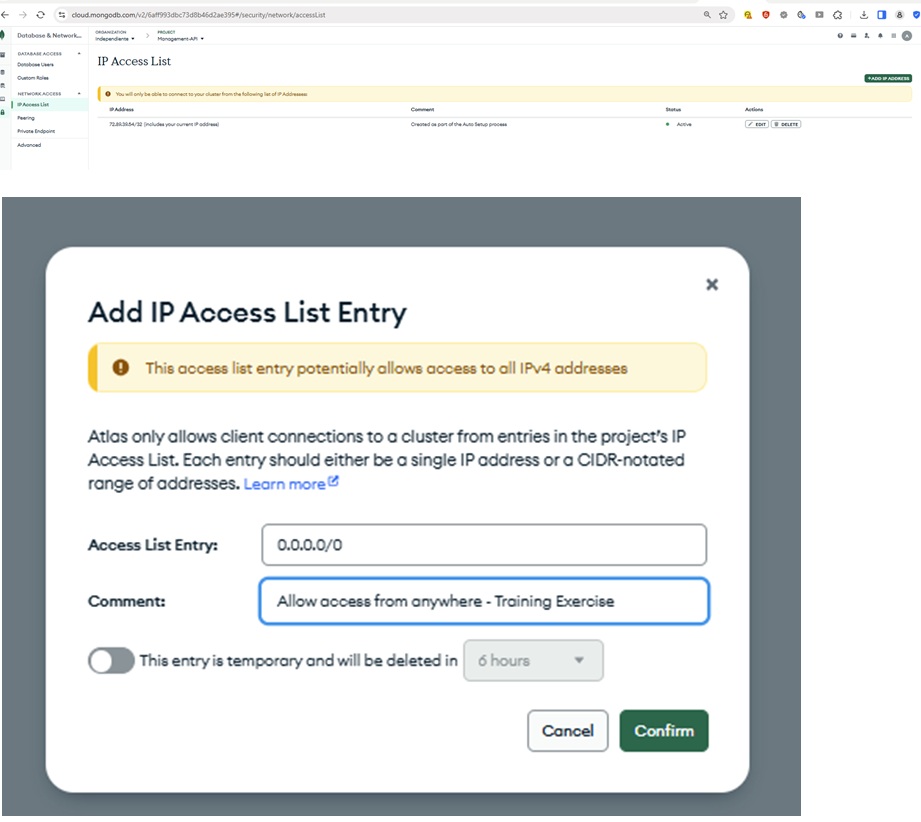 cloud.mongodb.com/v2/6aff993dbc73d8b46d2ae395#/security/network/accessList
Database & Network...
ORGANIZATION
Independiente
PROJECT
Management-API
DATABASE ACCESS
Database Users
Custom Roles
NETWORK ACCESS
IP Access List
Peering
Private Endpoint
Advanced
IP Access List
+ ADD IP ADDRESS
You will only be able to connect to your cluster from the following list of IP Addresses:
IP Address Comment Status Actions
(includes your current IP address) Created as part of the Auto Setup process Active EDIT DELETE
Add IP Access List Entry
This access list entry potentially allows access to all IPv4 addresses
Atlas only allows client connections to a cluster from entries in the project's IP
Access List. Each entry should either be a single IP address or a CIDR-notated
range of addresses. Learn more
Access List Entry: 0.0.0.0/0
Comment: Allow access from anywhere - Training Exercise
This entry is temporary and will be deleted in 6 hours
Cancel Confirm